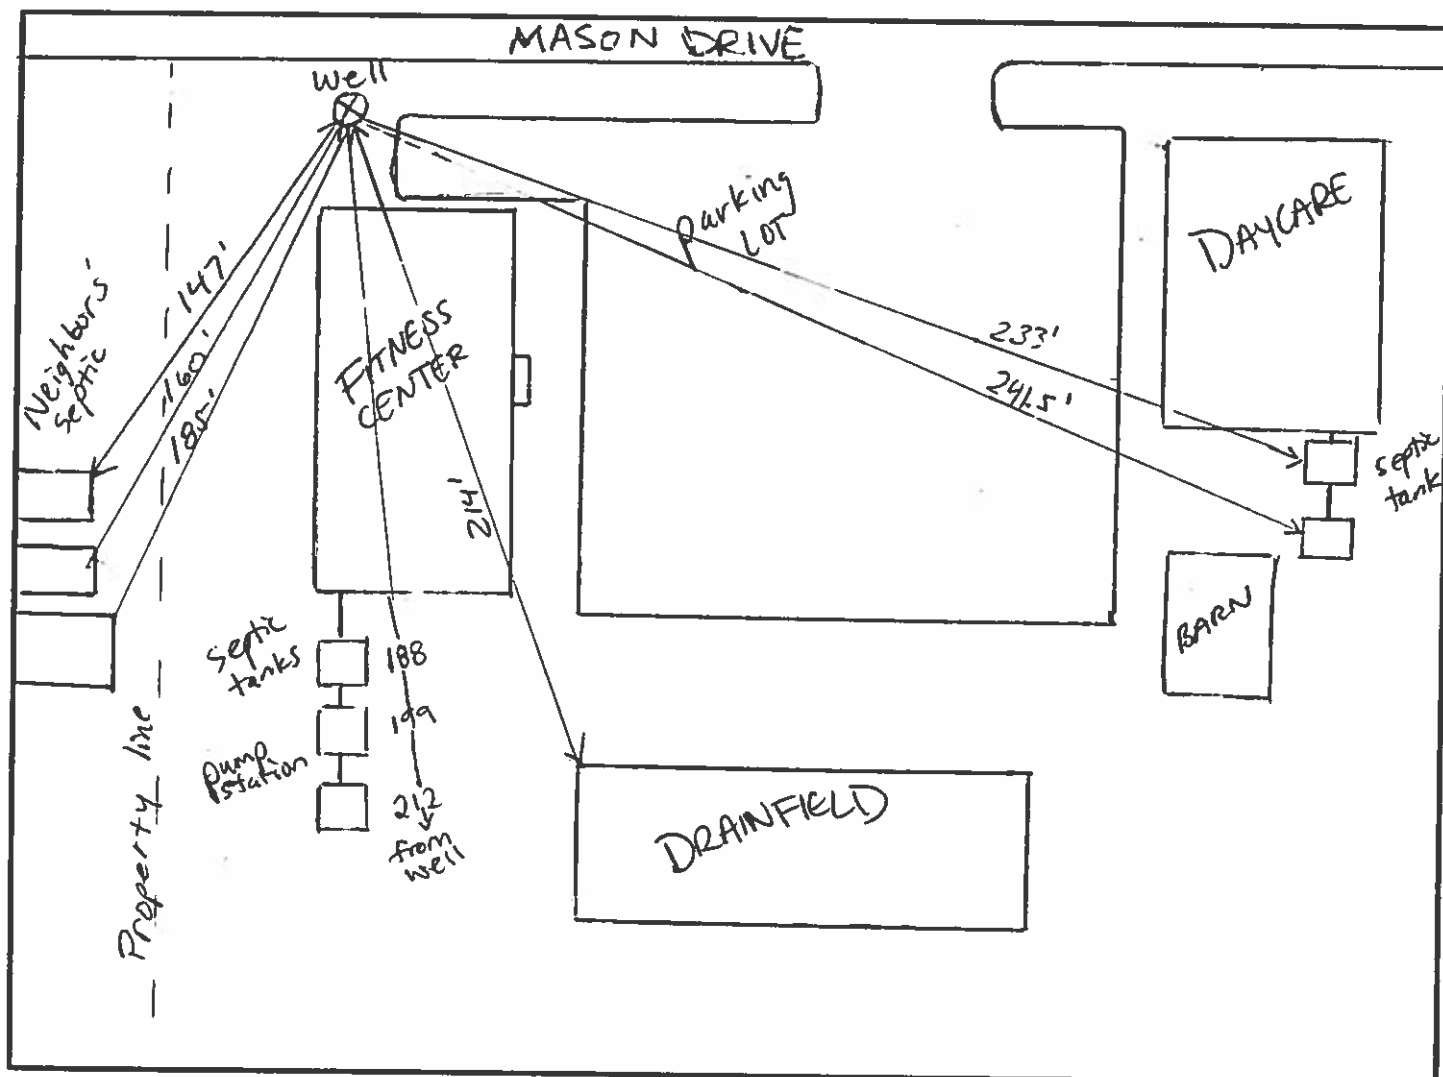 MASON DRIVE
well
parking
LOT
DAYCARE
147'
160'
185'
Neighbor's
septic
FITNESS
CENTER
214'
233'
241.5'
septic
tank
BARN
septic
tanks
188
199
pump
station
212
from
well
DRAINFIELD
Property line